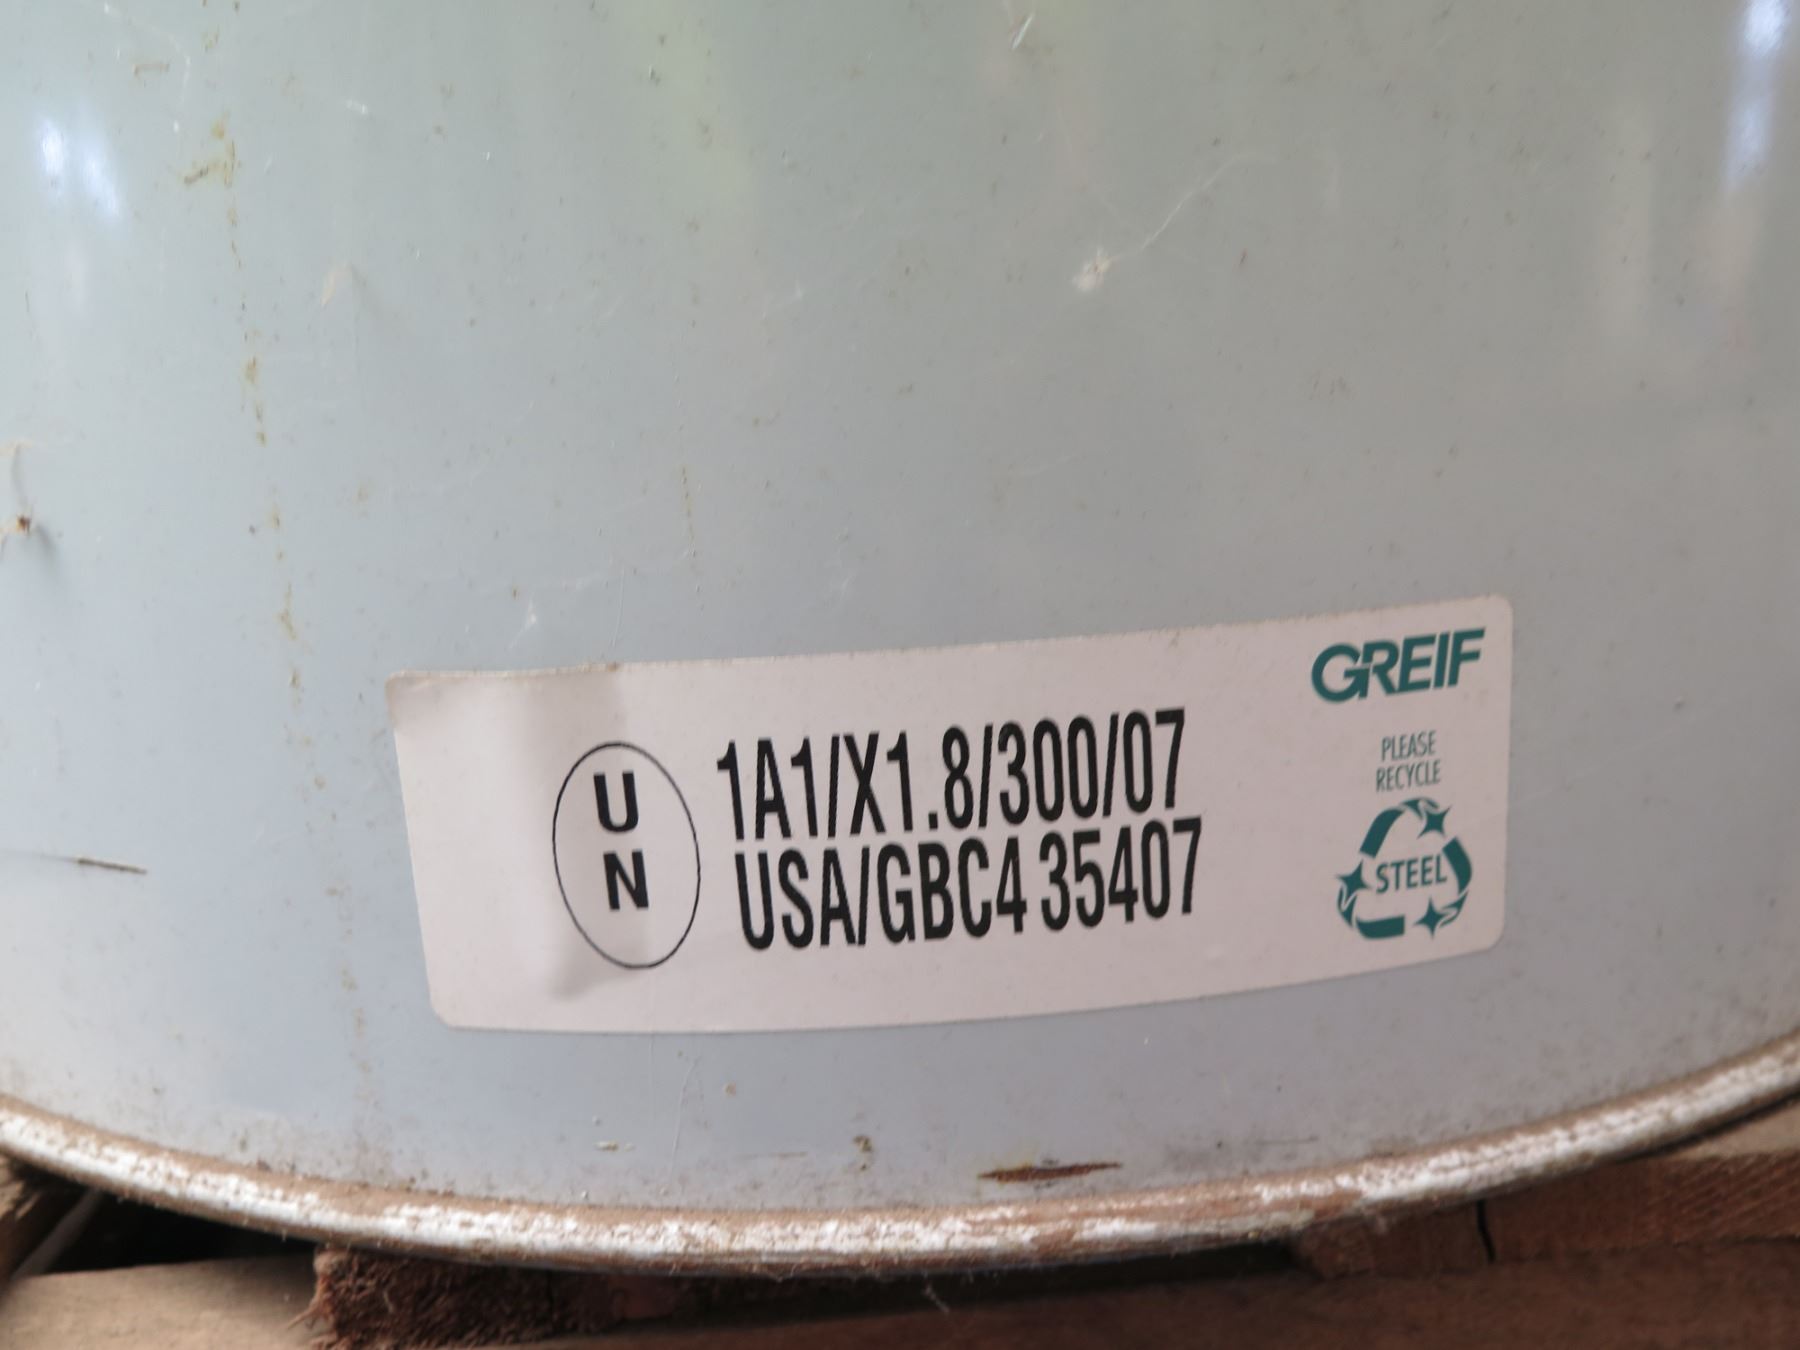 GREIF
U
N
1A1/X1.8/300/07
USA/GBC4 35407
PLEASE
RECYCLE
STEEL